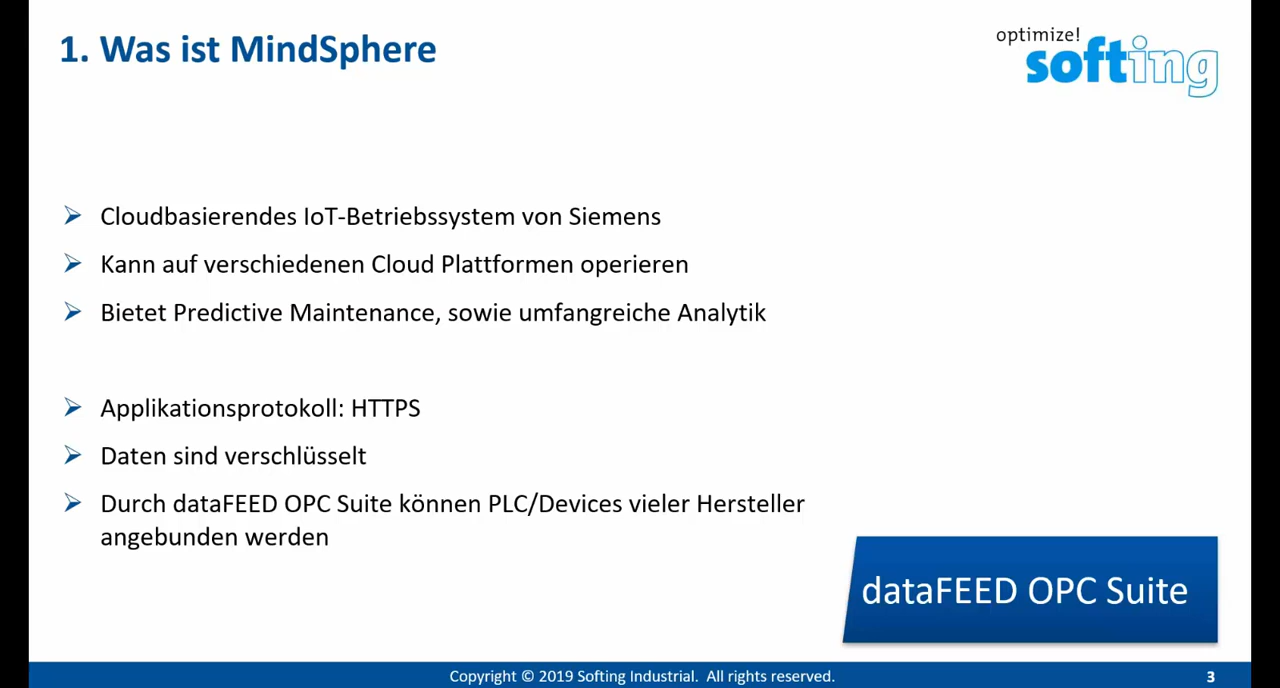 1. Was ist MindSphere
optimize!
softing
Cloudbasierendes IoT-Betriebssystem von Siemens
Kann auf verschiedenen Cloud Plattformen operieren
Bietet Predictive Maintenance, sowie umfangreiche Analytik
Applikationsprotokoll: HTTPS
Daten sind verschlüsselt
Durch dataFEED OPC Suite können PLC/Devices vieler Hersteller
angebunden werden
dataFEED OPC Suite
Copyright © 2019 Softing Industrial. All rights reserved.
3